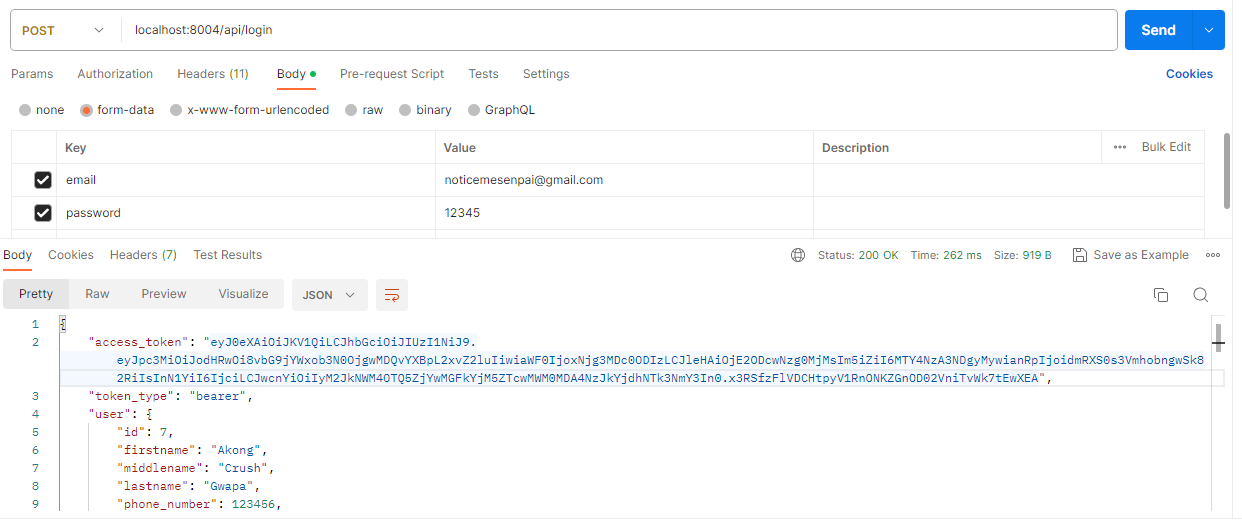 POST localhost:8004/api/login Send
Params Authorization Headers (11) Body Pre-request Script Tests Settings Cookies
none form-data x-www-form-urlencoded raw binary GraphQL
Key Value Description Bulk Edit
email noticemesenpai@gmail.com
password 12345
Body Cookies Headers (7) Test Results Status: 200 OK Time: 262 ms Size: 919 B Save as Example
Pretty Raw Preview Visualize JSON
1 {
2 "access_token": "eyJ0eXAiOiJKV1QiLCJhbGciOiJIUzI1NiJ9.
eyJpc3MiOiJodHRwOi8vbG9jYWxob3N0OjgwMDQvYXBpL2xvZ2luIiwiaWF0IjoxNjg3MDc0ODIzLCJleHAiOjE2ODcwNzg0MjMsIm5iZiI6MTY4NzA3NDgyMywianRpIjoidmRXS0s3VmhobngwSk8
2RiIsInN1YiI6IjciLCJwcnYiOiIyM2JkNWM4OTQ5ZjYwMGFkYjM5ZTcwMWM0MDA4NzJkYjdhNTk3NmY3In0.x3RSfzFlVDCHtpyV1RnONKZGnOD02VniTvWk7tEwXEA",
3 "token_type": "bearer",
4 "user": {
5 "id": 7,
6 "firstname": "Akong",
7 "middlename": "Crush",
8 "lastname": "Gwapa",
9 "phone_number": 123456,